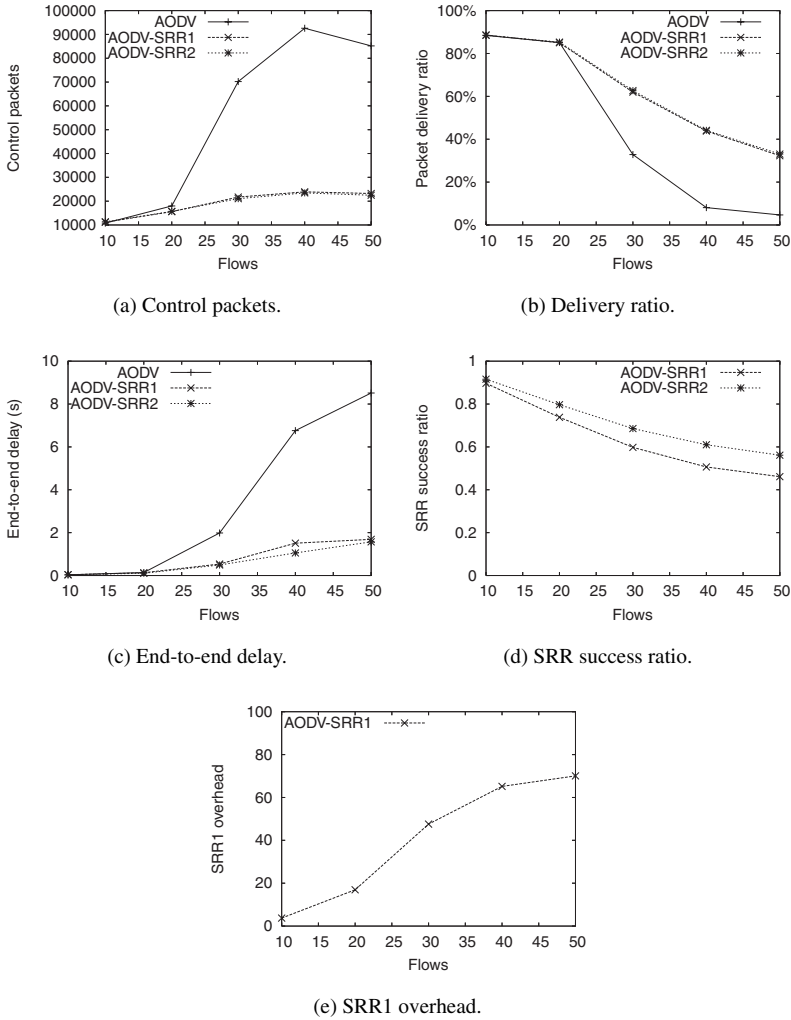 AODV
AODV-SRR1
AODV-SRR2
100000
90000
80000
70000
60000
50000
40000
30000
20000
10000
Control packets
10 15 20 25 30 35 40 45 50
Flows
(a) Control packets.
AODV
AODV-SRR1
AODV-SRR2
100%
80%
60%
40%
20%
0%
Packet delivery ratio
10 15 20 25 30 35 40 45 50
Flows
(b) Delivery ratio.
AODV
AODV-SRR1
AODV-SRR2
10
8
6
4
2
0
End-to-end delay (s)
10 15 20 25 30 35 40 45 50
Flows
(c) End-to-end delay.
AODV-SRR1
AODV-SRR2
1
0.8
0.6
0.4
0.2
0
SRR success ratio
10 15 20 25 30 35 40 45 50
Flows
(d) SRR success ratio.
AODV-SRR1
100
80
60
40
20
0
SRR1 overhead
10 15 20 25 30 35 40 45 50
Flows
(e) SRR1 overhead.